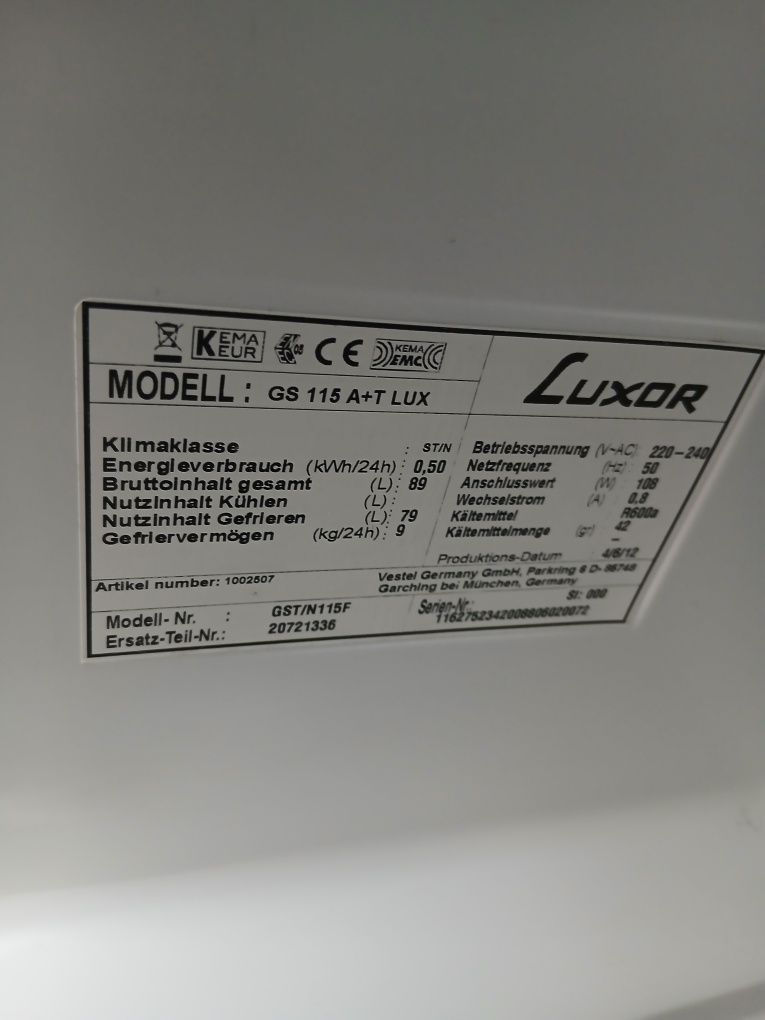 KEMA
EUR
05
CE
KEMA
EMC
MODELL : GS 115 A+T LUX
LUXOR
Klimaklasse : ST/N
Energieverbrauch (kWh/24h) : 0,50
Bruttoinhalt gesamt (L) : 89
Nutzinhalt Kühlen (L) :
Nutzinhalt Gefrieren (L) : 79
Gefriervermögen (kg/24h) : 9
Betriebsspannung (V~AC) : 220-240
Netzfrequenz (Hz) : 50
Anschlusswert (W) 108
Wechselstrom (A) 0,8
Kältemittel R600a
Kältemittelmenge (gr) 42
–
Produktions-Datum 4/6/12
Artikel number: 1002507
Vestel Germany GmbH, Parkring 6 D- 85748
Garching bei München, Germany
SI: 000
Modell- Nr. : GST/N115F
Ersatz-Teil-Nr.: 20721336
Serien-Nr.: